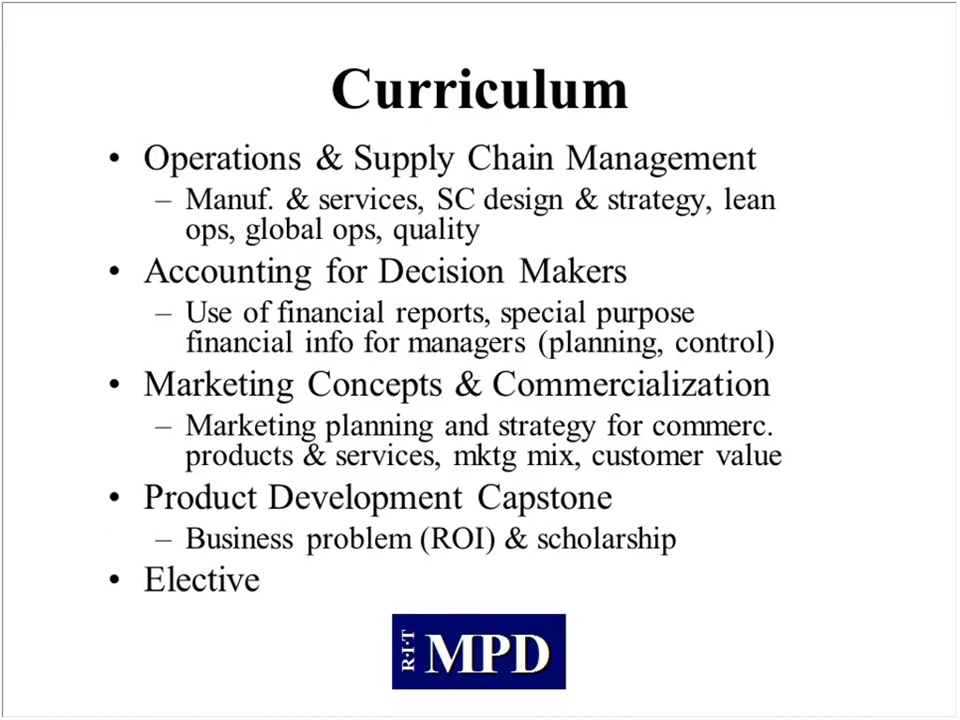 Curriculum
• Operations & Supply Chain Management
– Manuf. & services, SC design & strategy, lean
ops, global ops, quality
• Accounting for Decision Makers
– Use of financial reports, special purpose
financial info for managers (planning, control)
• Marketing Concepts & Commercialization
– Marketing planning and strategy for commerc.
products & services, mktg mix, customer value
• Product Development Capstone
– Business problem (ROI) & scholarship
• Elective
R·I·T MPD